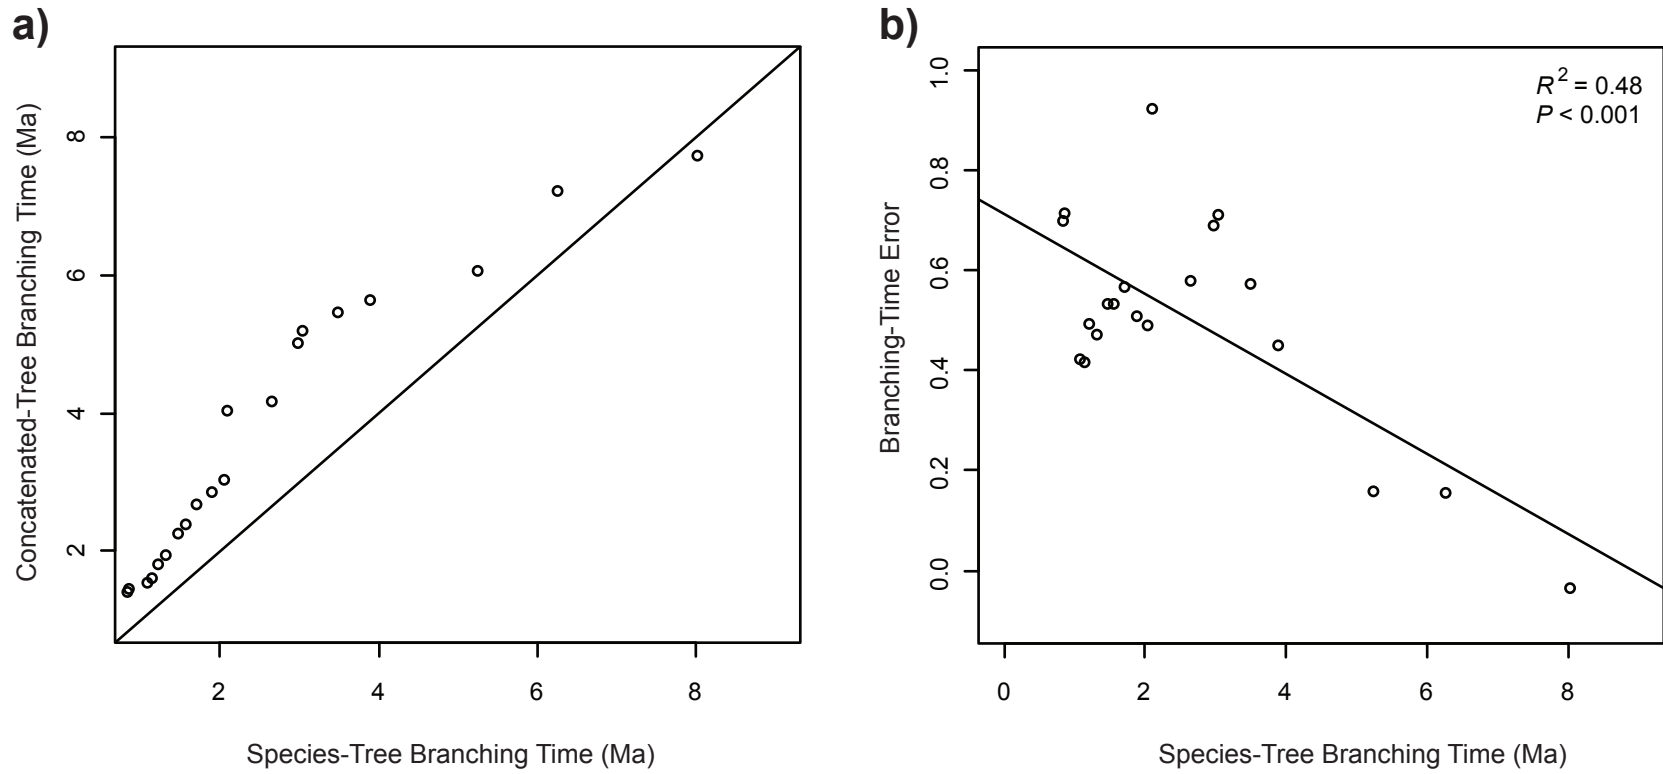 a)
Concatenated-Tree Branching Time (Ma)
8
6
4
2
2 4 6 8
Species-Tree Branching Time (Ma)
b)
Branching-Time Error
1.0
0.8
0.6
0.4
0.2
0.0
R² = 0.48
P < 0.001
0 2 4 6 8
Species-Tree Branching Time (Ma)